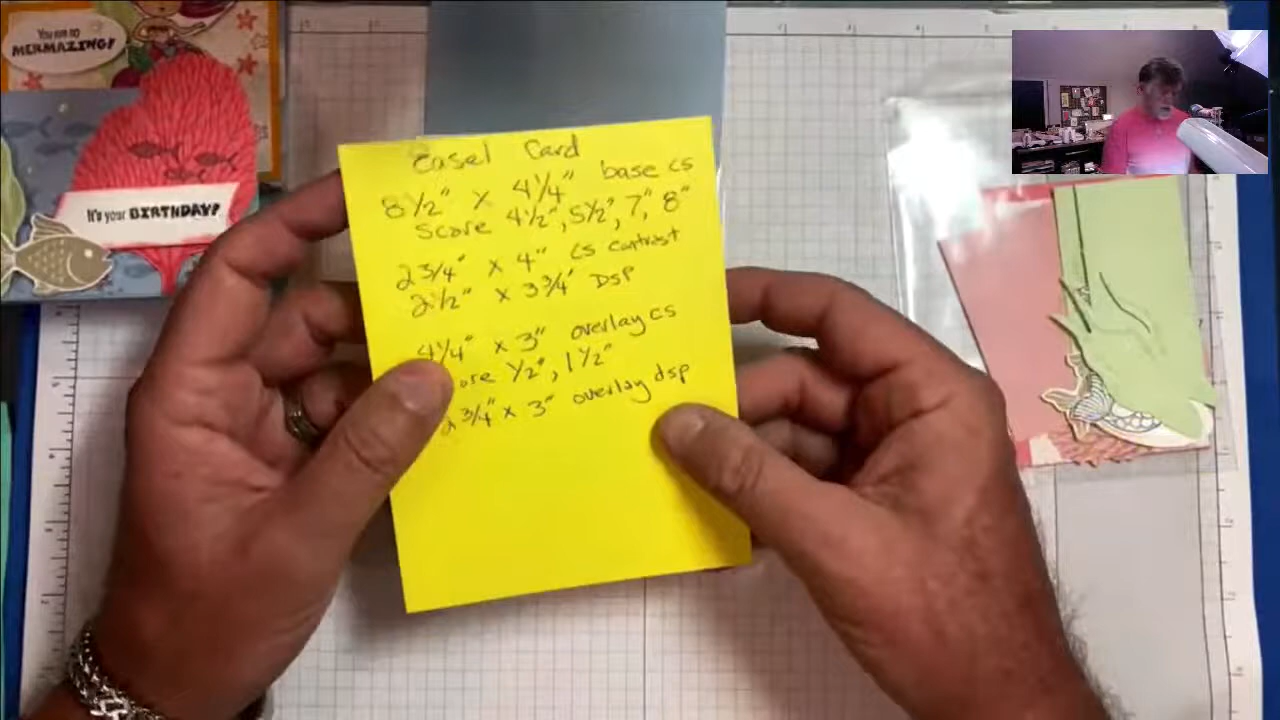 You are so
MERMAZING!
It's your BIRTHDAY!
Easel Card
8 1/2" x 4 1/4" base cs
Score 4 1/2", 5 1/2", 7", 8"
2 3/4" x 4" cs contrast
2 1/2" x 3 3/4" DSP
4 1/4" x 3" overlay cs
ore 1/2", 1 1/2"
2 3/4" x 3" overlay dsp